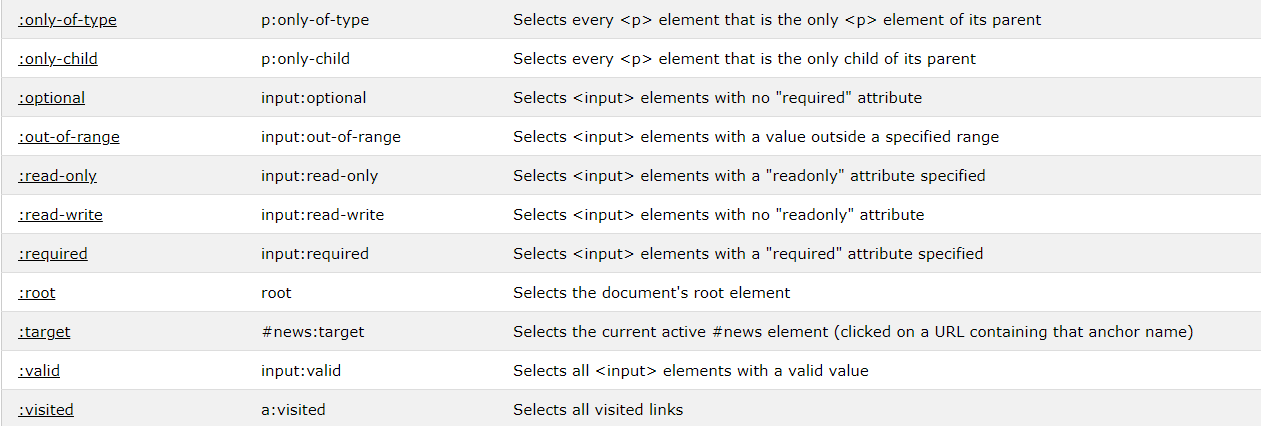 :only-of-type p:only-of-type Selects every <p> element that is the only <p> element of its parent
:only-child p:only-child Selects every <p> element that is the only child of its parent
:optional input:optional Selects <input> elements with no "required" attribute
:out-of-range input:out-of-range Selects <input> elements with a value outside a specified range
:read-only input:read-only Selects <input> elements with a "readonly" attribute specified
:read-write input:read-write Selects <input> elements with no "readonly" attribute
:required input:required Selects <input> elements with a "required" attribute specified
:root root Selects the document's root element
:target #news:target Selects the current active #news element (clicked on a URL containing that anchor name)
:valid input:valid Selects all <input> elements with a valid value
:visited a:visited Selects all visited links